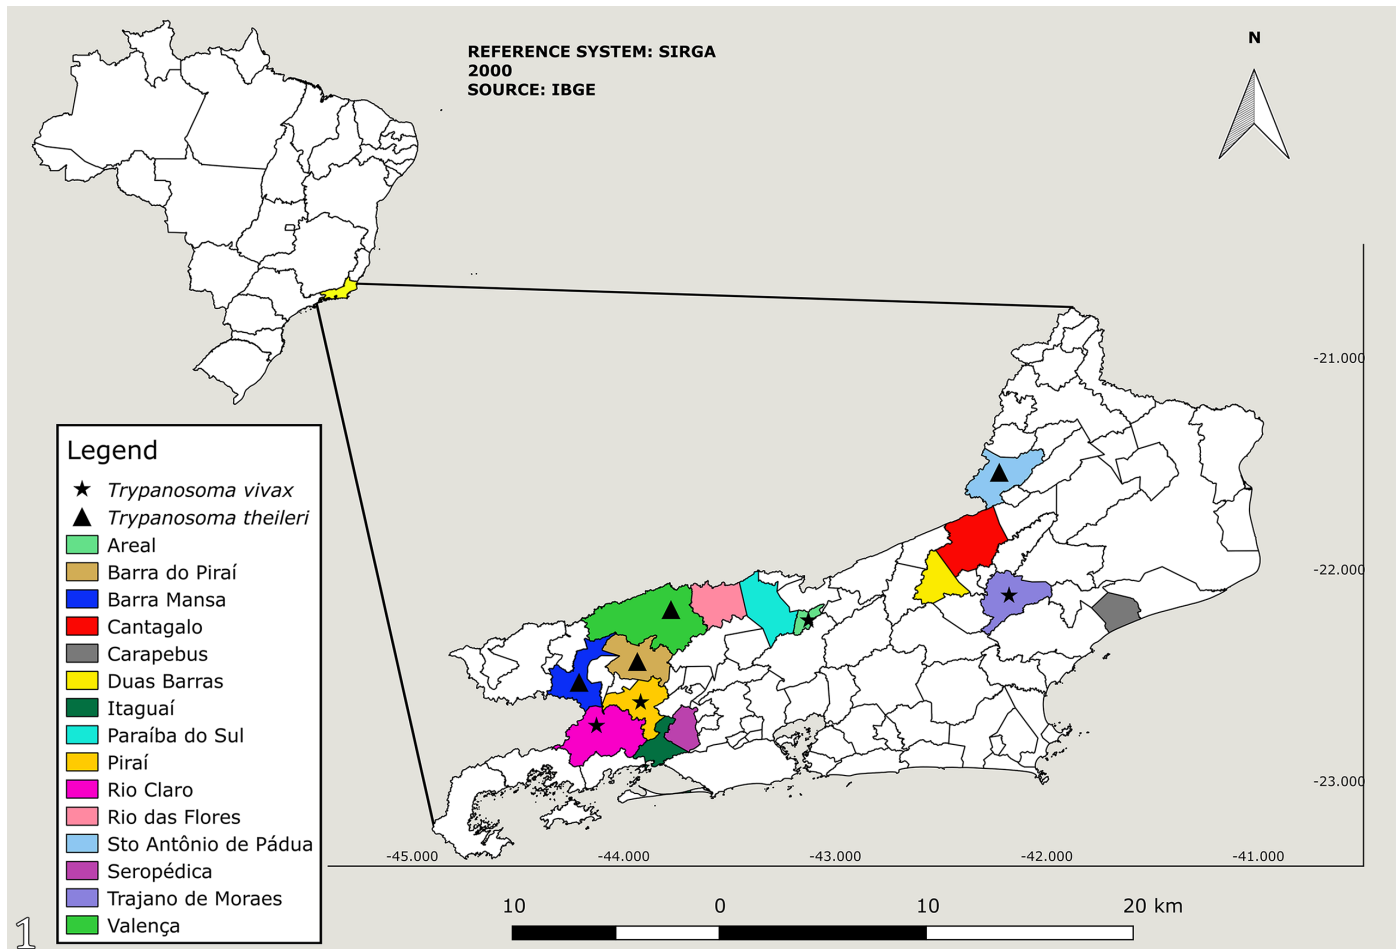 REFERENCE SYSTEM: SIRGA
2000
SOURCE: IBGE
N
-21.000
-22.000
-23.000
-45.000
-44.000
-43.000
-42.000
-41.000
Legend
Trypanosoma vivax
Trypanosoma theileri
Areal
Barra do Piraí
Barra Mansa
Cantagalo
Carapebus
Duas Barras
Itaguaí
Paraíba do Sul
Piraí
Rio Claro
Rio das Flores
Sto Antônio de Pádua
Seropédica
Trajano de Moraes
Valença
10 0 10 20 km
1